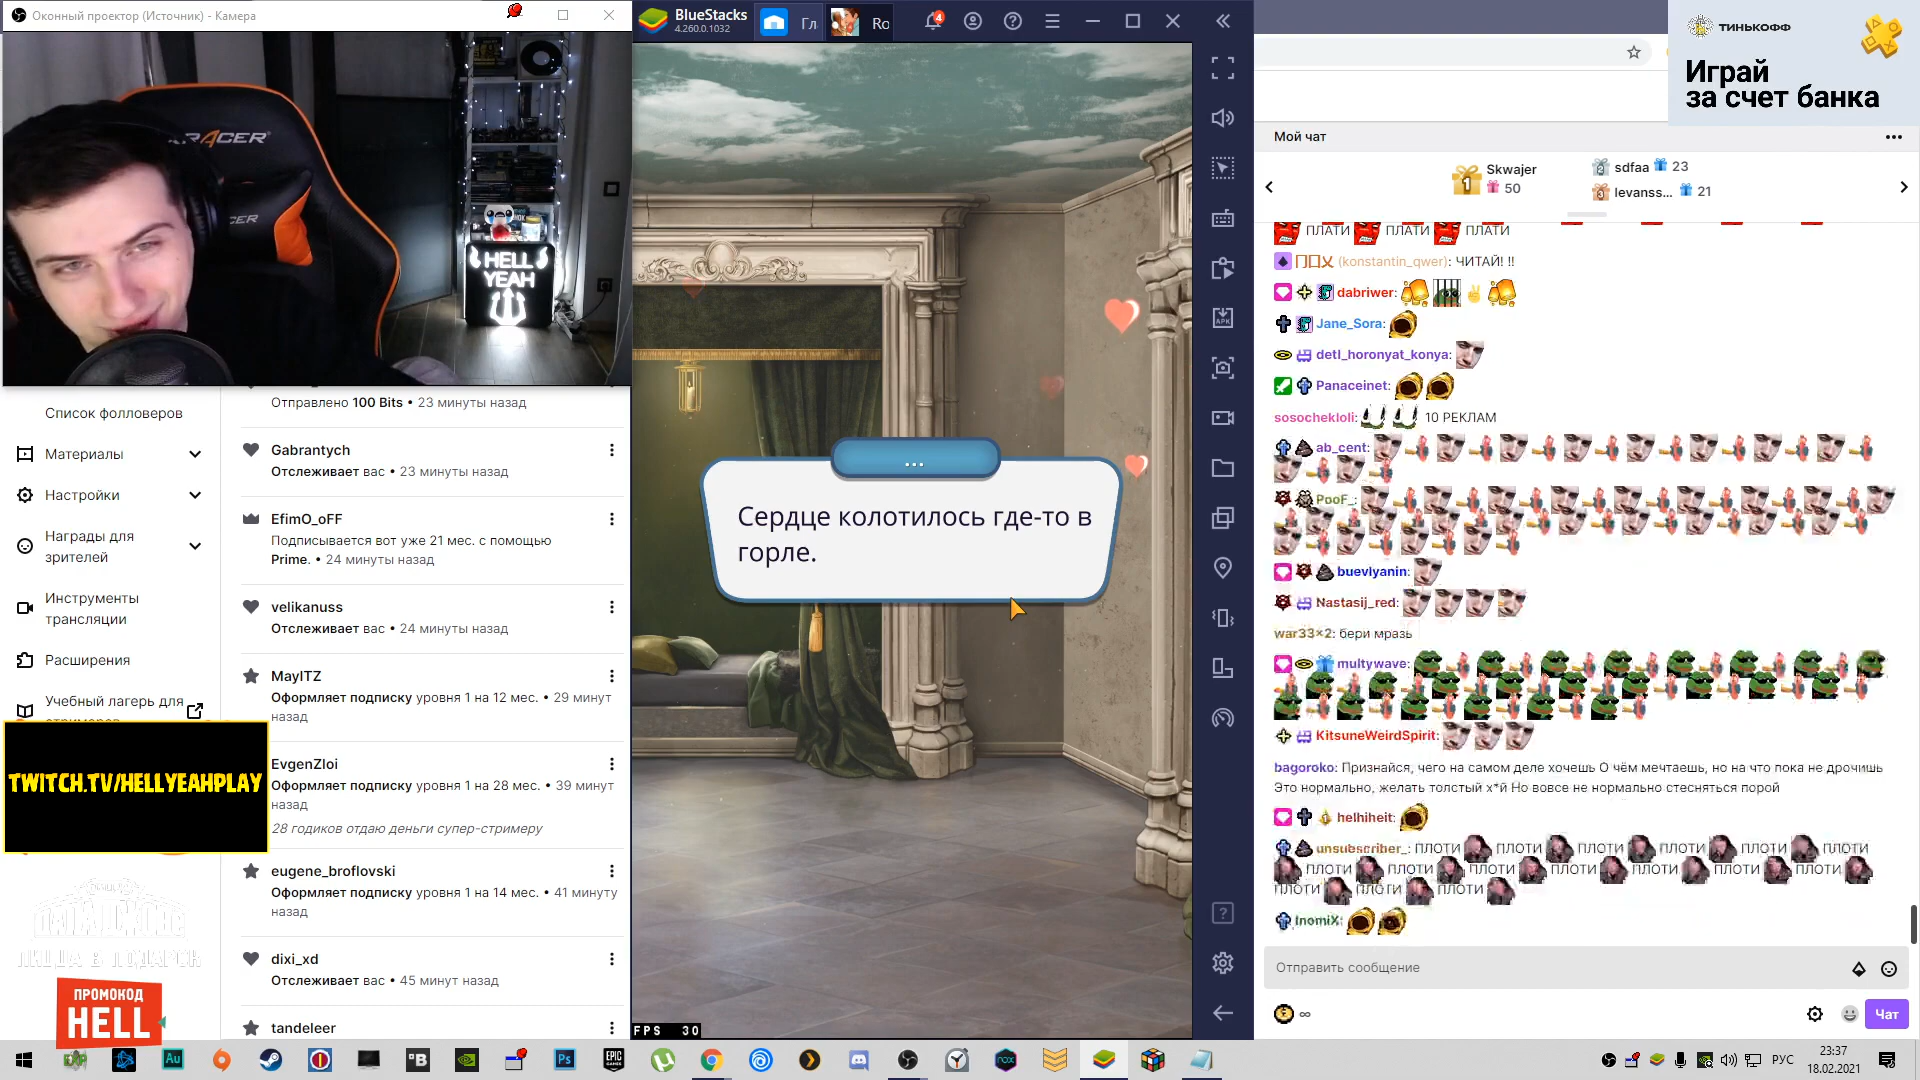 Оконный проектор (Источник) - Камера
HELL
YEAH
Список фолловеров
Материалы
Настройки
Награды для
зрителей
Инструменты
трансляции
Расширения
Учебный лагерь для
TWITCH.TV/HELLYEAHPLAY
ПИЦЦА В ПОДАРОК
ПРОМОКОД
HELL
Отправлено 100 Bits • 23 минуты назад
Gabrantych
Отслеживает вас • 23 минуты назад
EfimO_oFF
Подписывается вот уже 21 мес. с помощью
Prime. • 24 минуты назад
velikanuss
Отслеживает вас • 24 минуты назад
MayITZ
Оформляет подписку уровня 1 на 12 мес. • 29 минут
назад
EvgenZloi
Оформляет подписку уровня 1 на 28 мес. • 39 минут
назад
28 годиков отдаю деньги супер-стримеру
eugene_broflovski
Оформляет подписку уровня 1 на 14 мес. • 41 минуту
назад
dixi_xd
Отслеживает вас • 45 минут назад
tandeleer
BlueStacks
4.260.0.1032
Гл
Ro
4
...
Сердце колотилось где-то в
горле.
FPS 30
ТИНЬКОФФ
Играй
за счет банка
Мой чат
1 Skwajer
50
sdfaa 23
levanss... 21
ПЛАТИ ПЛАТИ ПЛАТИ
(konstantin_qwer): ЧИТАЙ! !!
dabriwer:
Jane_Sora:
detI_horonyat_konya:
Panaceinet:
sosochekloli: 10 РЕКЛАМ
ab_cent:
PooF_:
buevlyanin:
Nastasij_red:
war33x2: бери мразь
multywave:
KitsuneWeirdSpirit:
bagoroko: Признайся, чего на самом деле хочешь О чём мечтаешь, но на что пока не дрочишь
Это нормально, желать толстый х*й Но вовсе не нормально стесняться порой
helhiheit:
unsubscriber_: ПЛОТИ ПЛОТИ ПЛОТИ ПЛОТИ ПЛОТИ ПЛОТИ
ПЛОТИ ПЛОТИ ПЛОТИ ПЛОТИ ПЛОТИ ПЛОТИ ПЛОТИ
ПЛОТИ ПЛОТИ ПЛОТИ
InomiX:
Отправить сообщение
∞
Чат
РУС
23:37
18.02.2021